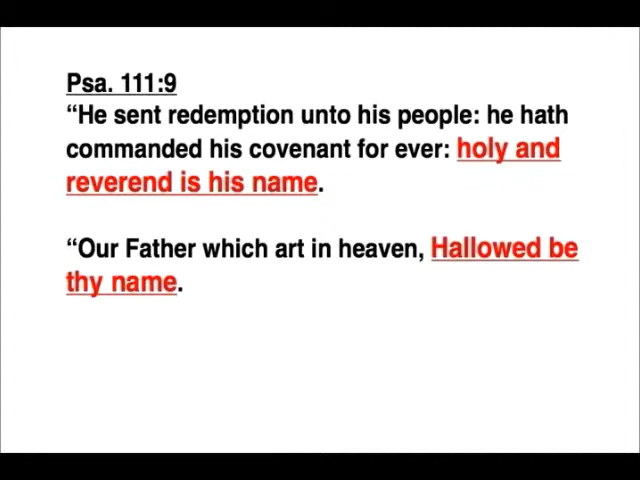 Psa. 111:9
“He sent redemption unto his people: he hath
commanded his covenant for ever: holy and
reverend is his name.
“Our Father which art in heaven, Hallowed be
thy name.